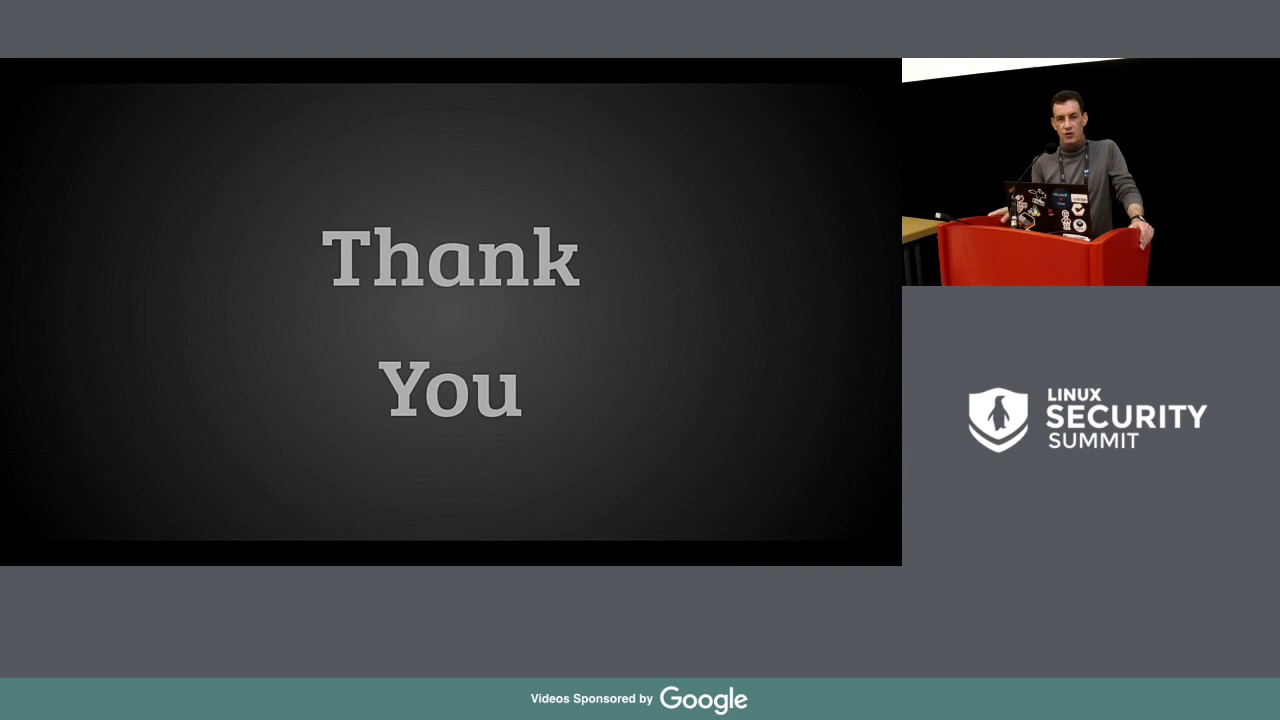 Thank
You
LINUX
SECURITY
SUMMIT
Videos Sponsored by Google